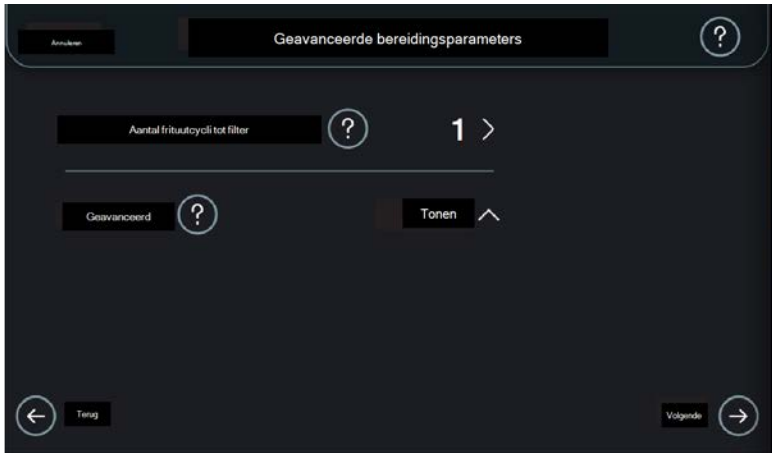 Annuleren
Geavanceerde bereidingsparameters
?
Aantal frituutcycli tot filter
?
1
Geavanceerd
?
Tonen
Terug
Volgende